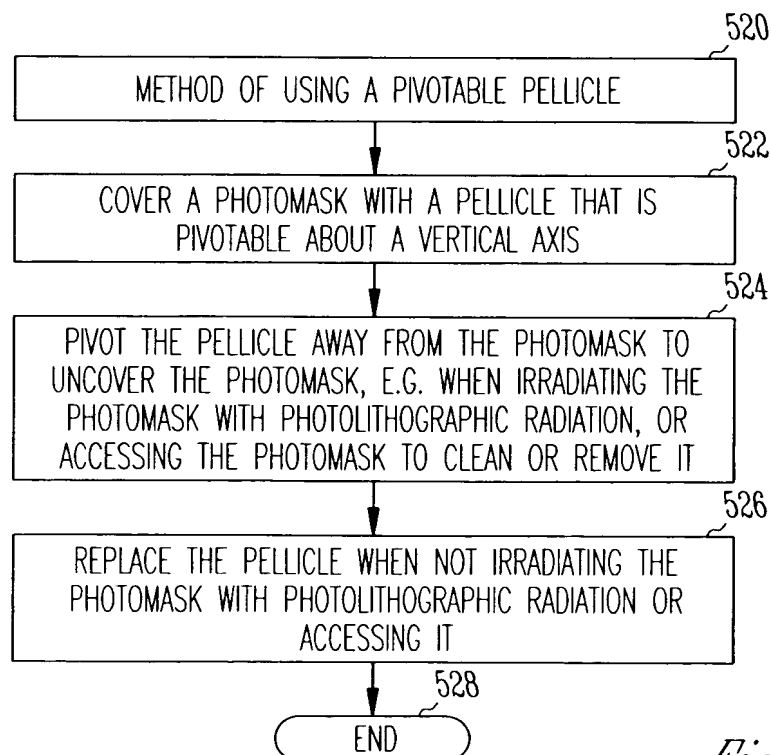 520
METHOD OF USING A PIVOTABLE PELLICLE
522
COVER A PHOTOMASK WITH A PELLICLE THAT IS
PIVOTABLE ABOUT A VERTICAL AXIS
524
PIVOT THE PELLICLE AWAY FROM THE PHOTOMASK TO
UNCOVER THE PHOTOMASK, E.G. WHEN IRRADIATING THE
PHOTOMASK WITH PHOTOLITHOGRAPHIC RADIATION, OR
ACCESSING THE PHOTOMASK TO CLEAN OR REMOVE IT
526
REPLACE THE PELLICLE WHEN NOT IRRADIATING THE
PHOTOMASK WITH PHOTOLITHOGRAPHIC RADIATION OR
ACCESSING IT
528
END